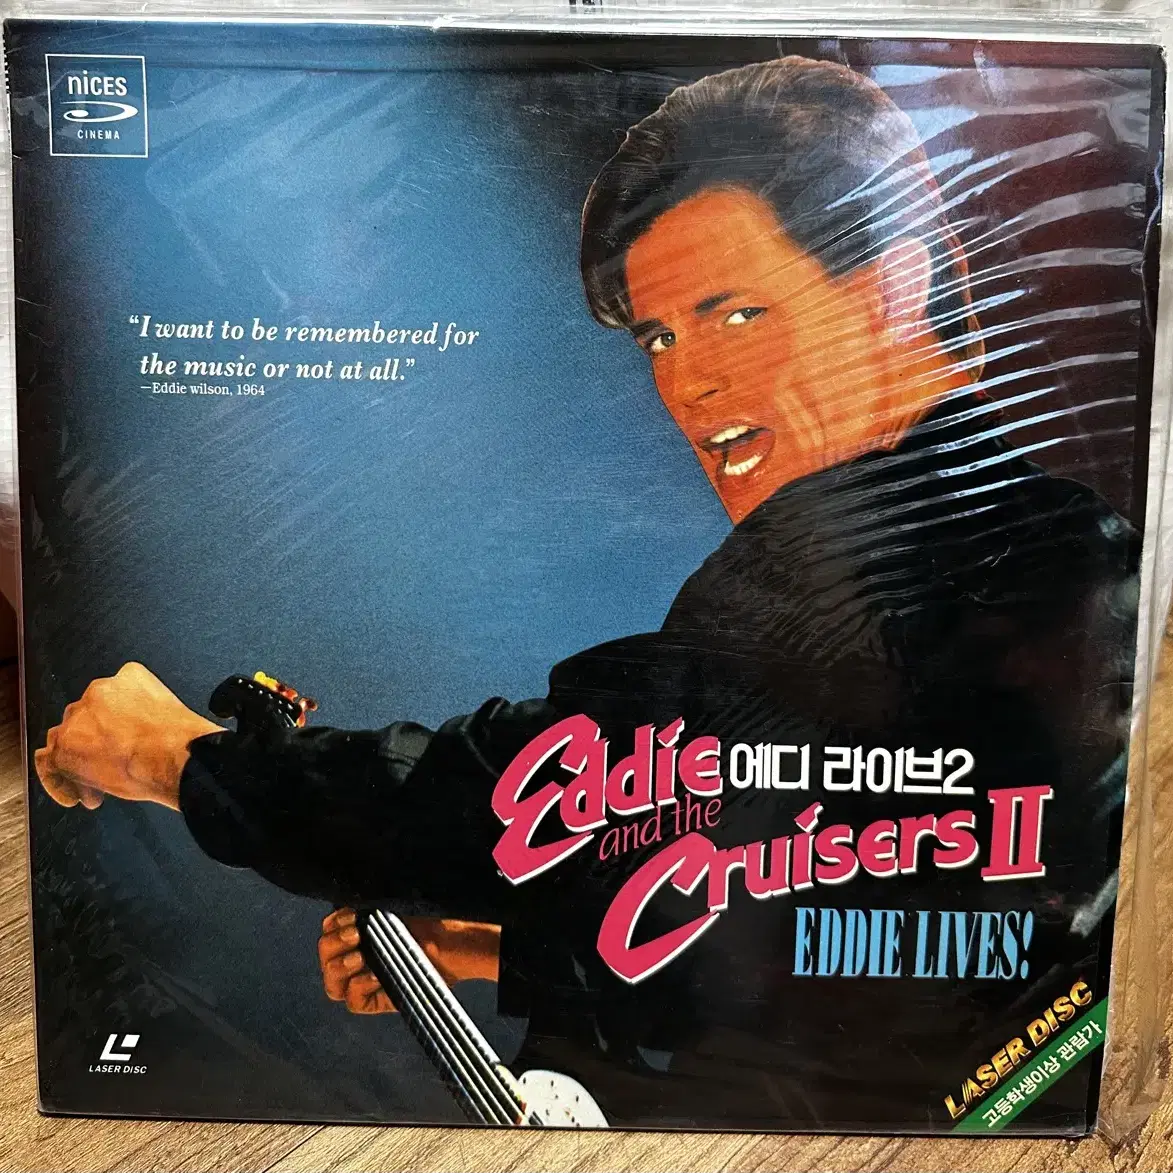 nices
CINEMA
“I want to be remembered for
the music or not at all.”
—Eddie wilson, 1964
Eddie 에디 라이브2
and the
Cruisers II
EDDIE LIVES!
LASER DISC
고등학생이상 관람가
LASER DISC